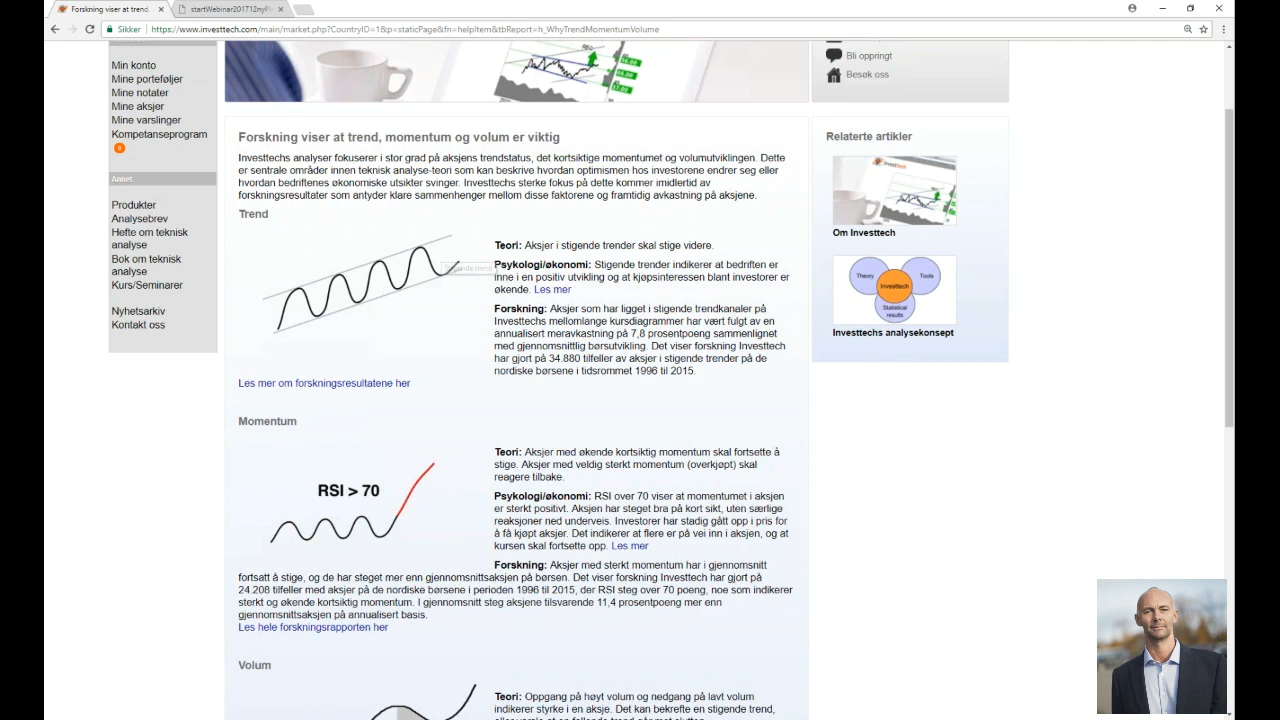 Forskning viser at trend,
startWebinar201712nyPl
Sikker
https://www.investtech.com/main/market.php?CountryID=1&p=staticPage&fn=helpItem&tbReport=h_WhyTrendMomentumVolume
Min konto
Mine porteføljer
Mine notater
Mine aksjer
Mine varslinger
Kompetanseprogram
Annet
Produkter
Analysebrev
Hefte om teknisk
analyse
Bok om teknisk
analyse
Kurs/Seminarer
Nyhetsarkiv
Kontakt oss
Bli oppringt
Besøk oss
Forskning viser at trend, momentum og volum er viktig
Investtechs analyser fokuserer i stor grad på aksjens trendstatus, det kortsiktige momentumet og volumutviklingen. Dette
er sentrale områder innen teknisk analyse-teori som kan beskrive hvordan optimismen hos investorene endrer seg eller
hvordan bedriftenes økonomiske utsikter svinger. Investtechs sterke fokus på dette kommer imidlertid av
forskningsresultater som antyder klare sammenhenger mellom disse faktorene og framtidig avkastning på aksjene.
Trend
Stigende trend
Teori: Aksjer i stigende trender skal stige videre.
Psykologi/økonomi: Stigende trender indikerer at bedriften er
inne i en positiv utvikling og at kjøpsinteressen blant investorer er
økende. Les mer
Forskning: Aksjer som har ligget i stigende trendkanaler på
Investtechs mellomlange kursdiagrammer har vært fulgt av en
annualisert meravkastning på 7,8 prosentpoeng sammenlignet
med gjennomsnittlig børsutvikling. Det viser forskning Investtech
har gjort på 34.880 tilfeller av aksjer i stigende trender på de
nordiske børsene i tidsrommet 1996 til 2015.
Les mer om forskningsresultatene her
Momentum
RSI > 70
Teori: Aksjer med økende kortsiktig momentum skal fortsette å
stige. Aksjer med veldig sterkt momentum (overkjøpt) skal
reagere tilbake.
Psykologi/økonomi: RSI over 70 viser at momentumet i aksjen
er sterkt positivt. Aksjen har steget bra på kort sikt, uten særlige
reaksjoner ned underveis. Investorer har stadig gått opp i pris for
å få kjøpt aksjer. Det indikerer at flere er på vei inn i aksjen, og at
kursen skal fortsette opp. Les mer
Forskning: Aksjer med sterkt momentum har i gjennomsnitt
fortsatt å stige, og de har steget mer enn gjennomsnittsaksjen på børsen. Det viser forskning Investtech har gjort på
24.208 tilfeller med aksjer på de nordiske børsene i perioden 1996 til 2015, der RSI steg over 70 poeng, noe som indikerer
sterkt og økende kortsiktig momentum. I gjennomsnitt steg aksjene tilsvarende 11,4 prosentpoeng mer enn
gjennomsnittsaksjen på annualisert basis.
Les hele forskningsrapporten her
Volum
Teori: Oppgang på høyt volum og nedgang på lavt volum
indikerer styrke i en aksje. Det kan bekrefte en stigende trend,
Relaterte artikler
Om Investtech
Theory
Tools
Investtech
Statistical
results
Investtechs analysekonsept